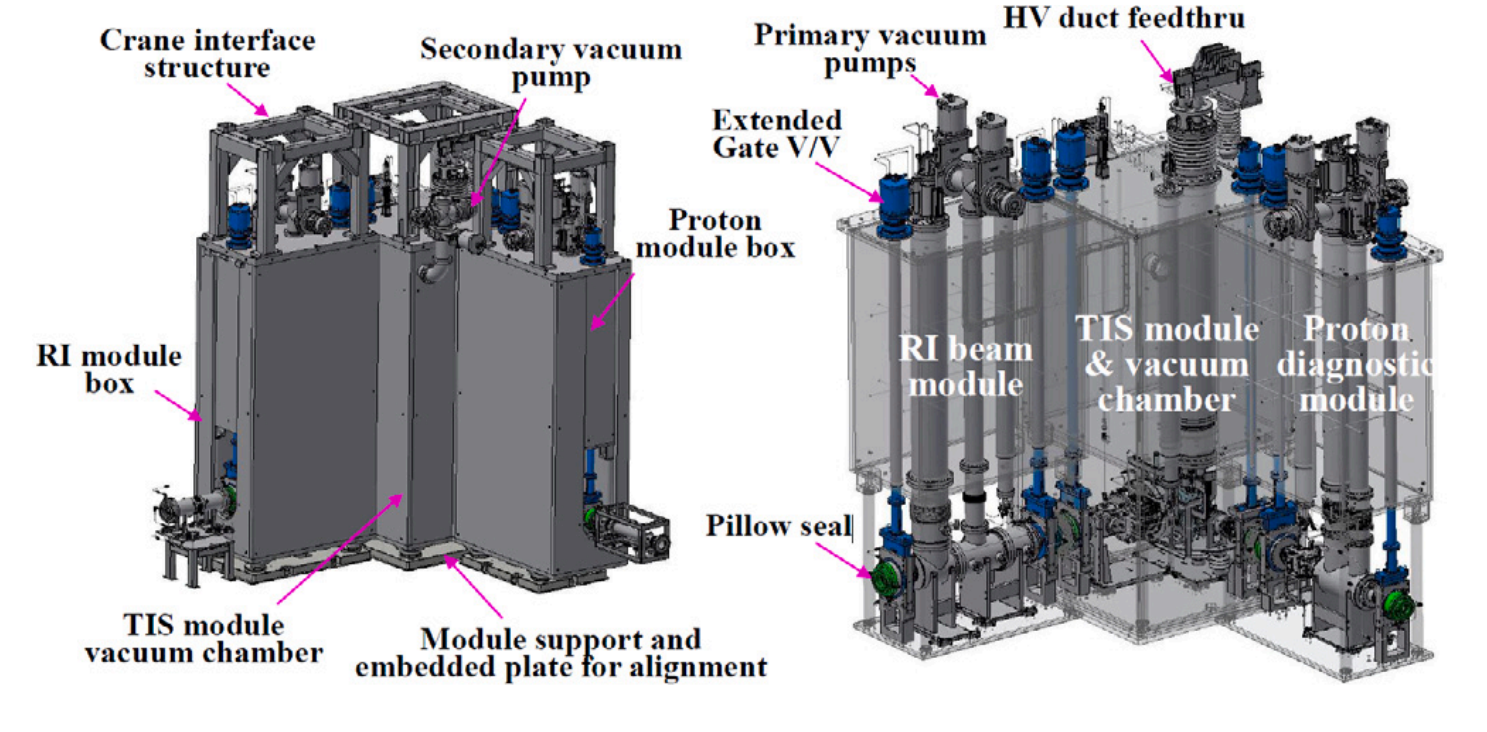 Crane interface
structure
Secondary vacuum
pump
Proton
module box
RI module
box
TIS module
vacuum chamber
Module support and
embedded plate for alignment
HV duct feedthru
Primary vacuum
pumps
Extended
Gate V/V
RI beam
module
TIS module
& vacuum
chamber
Proton
diagnostic
module
Pillow seal